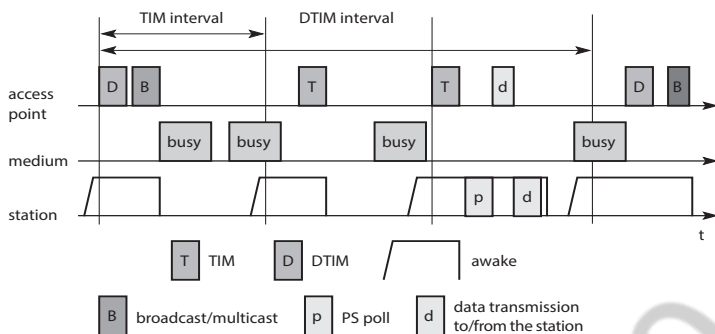 TIM interval DTIM interval
D B T T d D B
access
point
busy busy busy busy
medium
p d
station
t
T TIM D DTIM awake
B broadcast/multicast p PS poll d data transmission
to/from the station